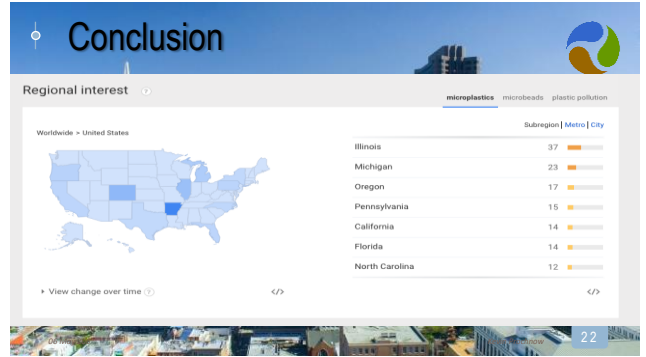 Conclusion
Regional interest ?
microplastics microbeads plastic pollution
Worldwide > United States
Subregion | Metro | City
Illinois 37
Michigan 23
Oregon 17
Pennsylvania 15
California 14
Florida 14
North Carolina 12
View change over time ?
</>
</>
22